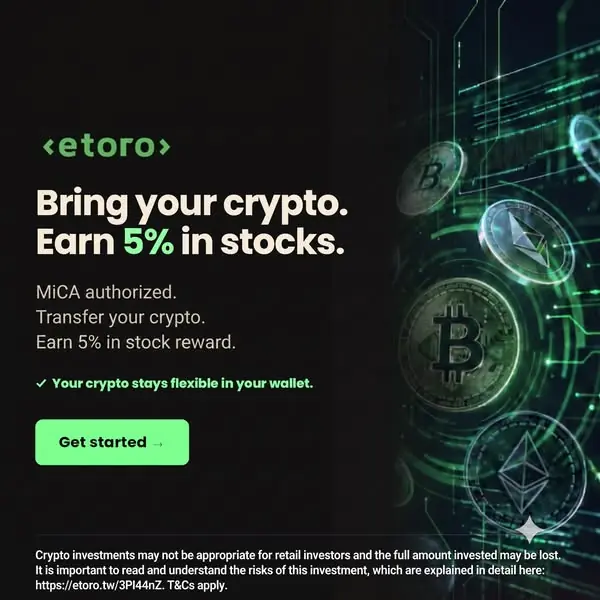 ‹etoro›
Bring your crypto.
Earn 5% in stocks.
MiCA authorized.
Transfer your crypto.
Earn 5% in stock reward.
✓ Your crypto stays flexible in your wallet.
Get started →
Crypto investments may not be appropriate for retail investors and the full amount invested may be lost.
It is important to read and understand the risks of this investment, which are explained in detail here:
https://etoro.tw/3PI44nZ. T&Cs apply.